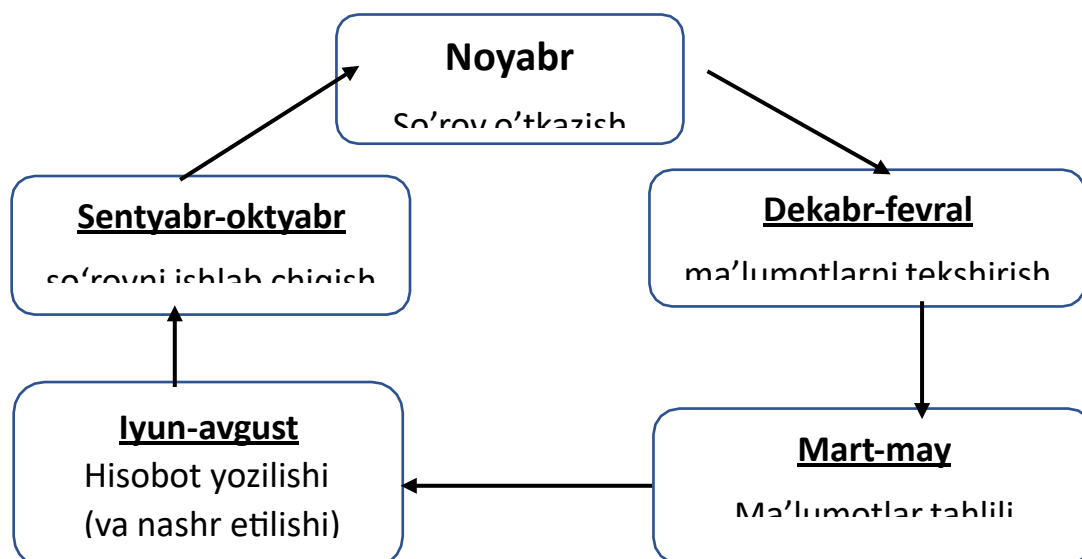 Noyabr
So’rov o’tkazish
Sentyabr-oktyabr
so‘rovni ishlab chiqish
Dekabr-fevral
ma’lumotlarni tekshirish
Iyun-avgust
Hisobot yozilishi
(va nashr etilishi)
Mart-may
Ma’lumotlar tahlili